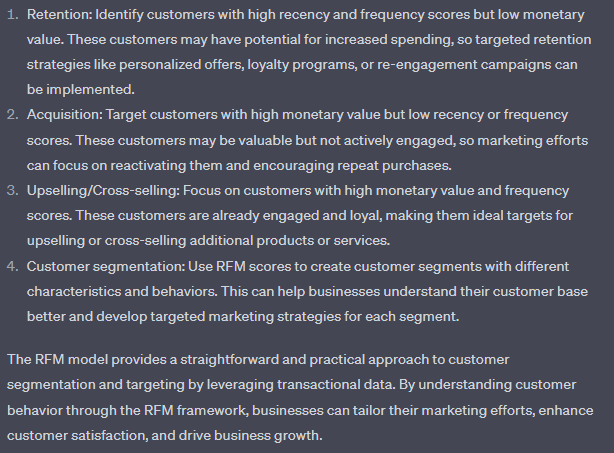 1. Retention: Identify customers with high recency and frequency scores but low monetary
value. These customers may have potential for increased spending, so targeted retention
strategies like personalized offers, loyalty programs, or re-engagement campaigns can
be implemented.
2. Acquisition: Target customers with high monetary value but low recency or frequency
scores. These customers may be valuable but not actively engaged, so marketing efforts
can focus on reactivating them and encouraging repeat purchases.
3. Upselling/Cross-selling: Focus on customers with high monetary value and frequency
scores. These customers are already engaged and loyal, making them ideal targets for
upselling or cross-selling additional products or services.
4. Customer segmentation: Use RFM scores to create customer segments with different
characteristics and behaviors. This can help businesses understand their customer base
better and develop targeted marketing strategies for each segment.
The RFM model provides a straightforward and practical approach to customer
segmentation and targeting by leveraging transactional data. By understanding customer
behavior through the RFM framework, businesses can tailor their marketing efforts, enhance
customer satisfaction, and drive business growth.